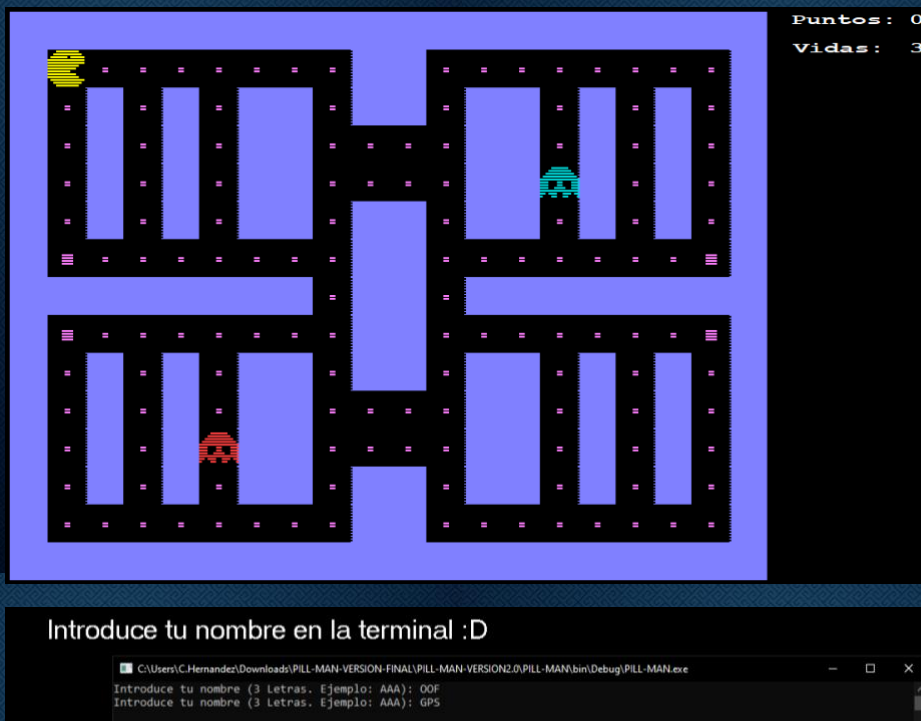 Puntos: 0
Vidas: 3
Introduce tu nombre en la terminal :D
C:\Users\C.Hernandez\Downloads\PILL-MAN-VERSION-FINAL\PILL-MAN-VERSION2.0\PILL-MAN\bin\Debug\PILL-MAN.exe
Introduce tu nombre (3 Letras. Ejemplo: AAA): OOF
Introduce tu nombre (3 Letras. Ejemplo: AAA): GPS